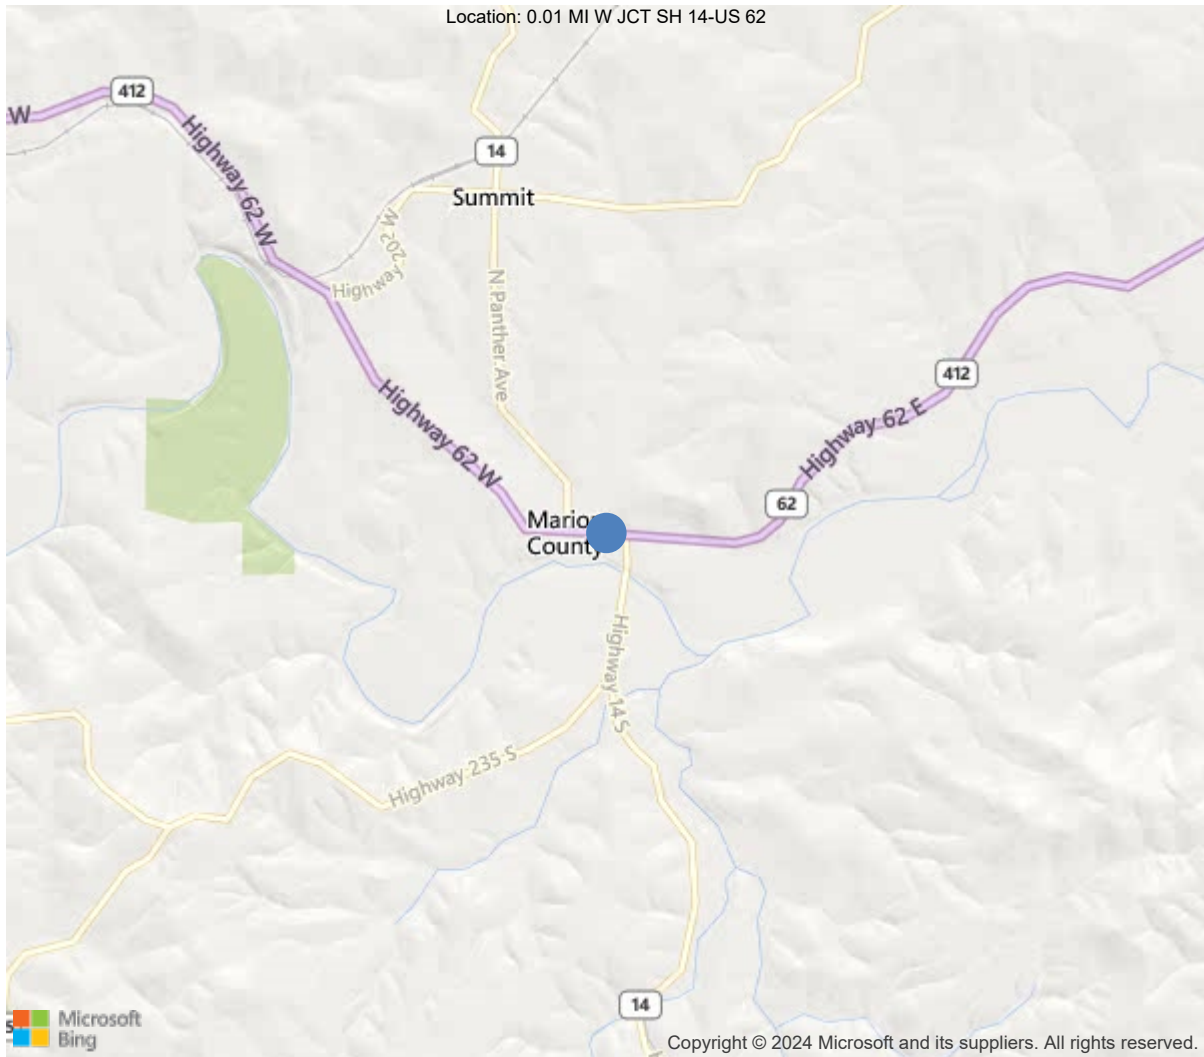 Location: 0.01 MI W JCT SH 14-US 62
412
W
Highway 62 W
14
Summit
Highway 202 W
N Panther Ave
412
Highway 62 E
Highway 62 W
62
Marion
County
Highway 14 S
Highway 235 S
14
S
Microsoft
Bing
Copyright © 2024 Microsoft and its suppliers. All rights reserved.